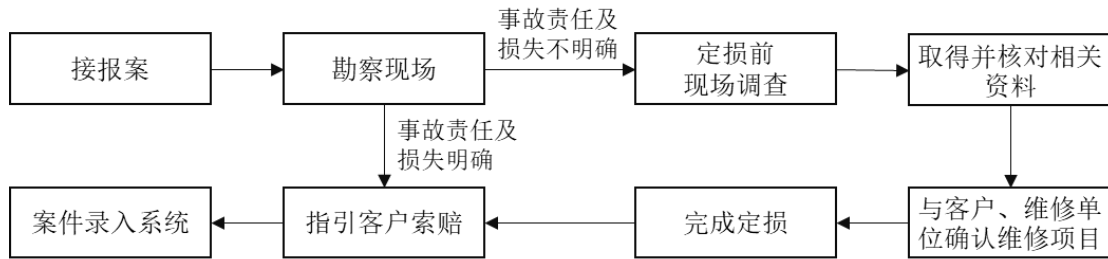 接报案
勘察现场
事故责任及
损失不明确
定损前
现场调查
取得并核对相关
资料
事故责任及
损失明确
案件录入系统
指引客户索赔
完成定损
与客户、维修单
位确认维修项目